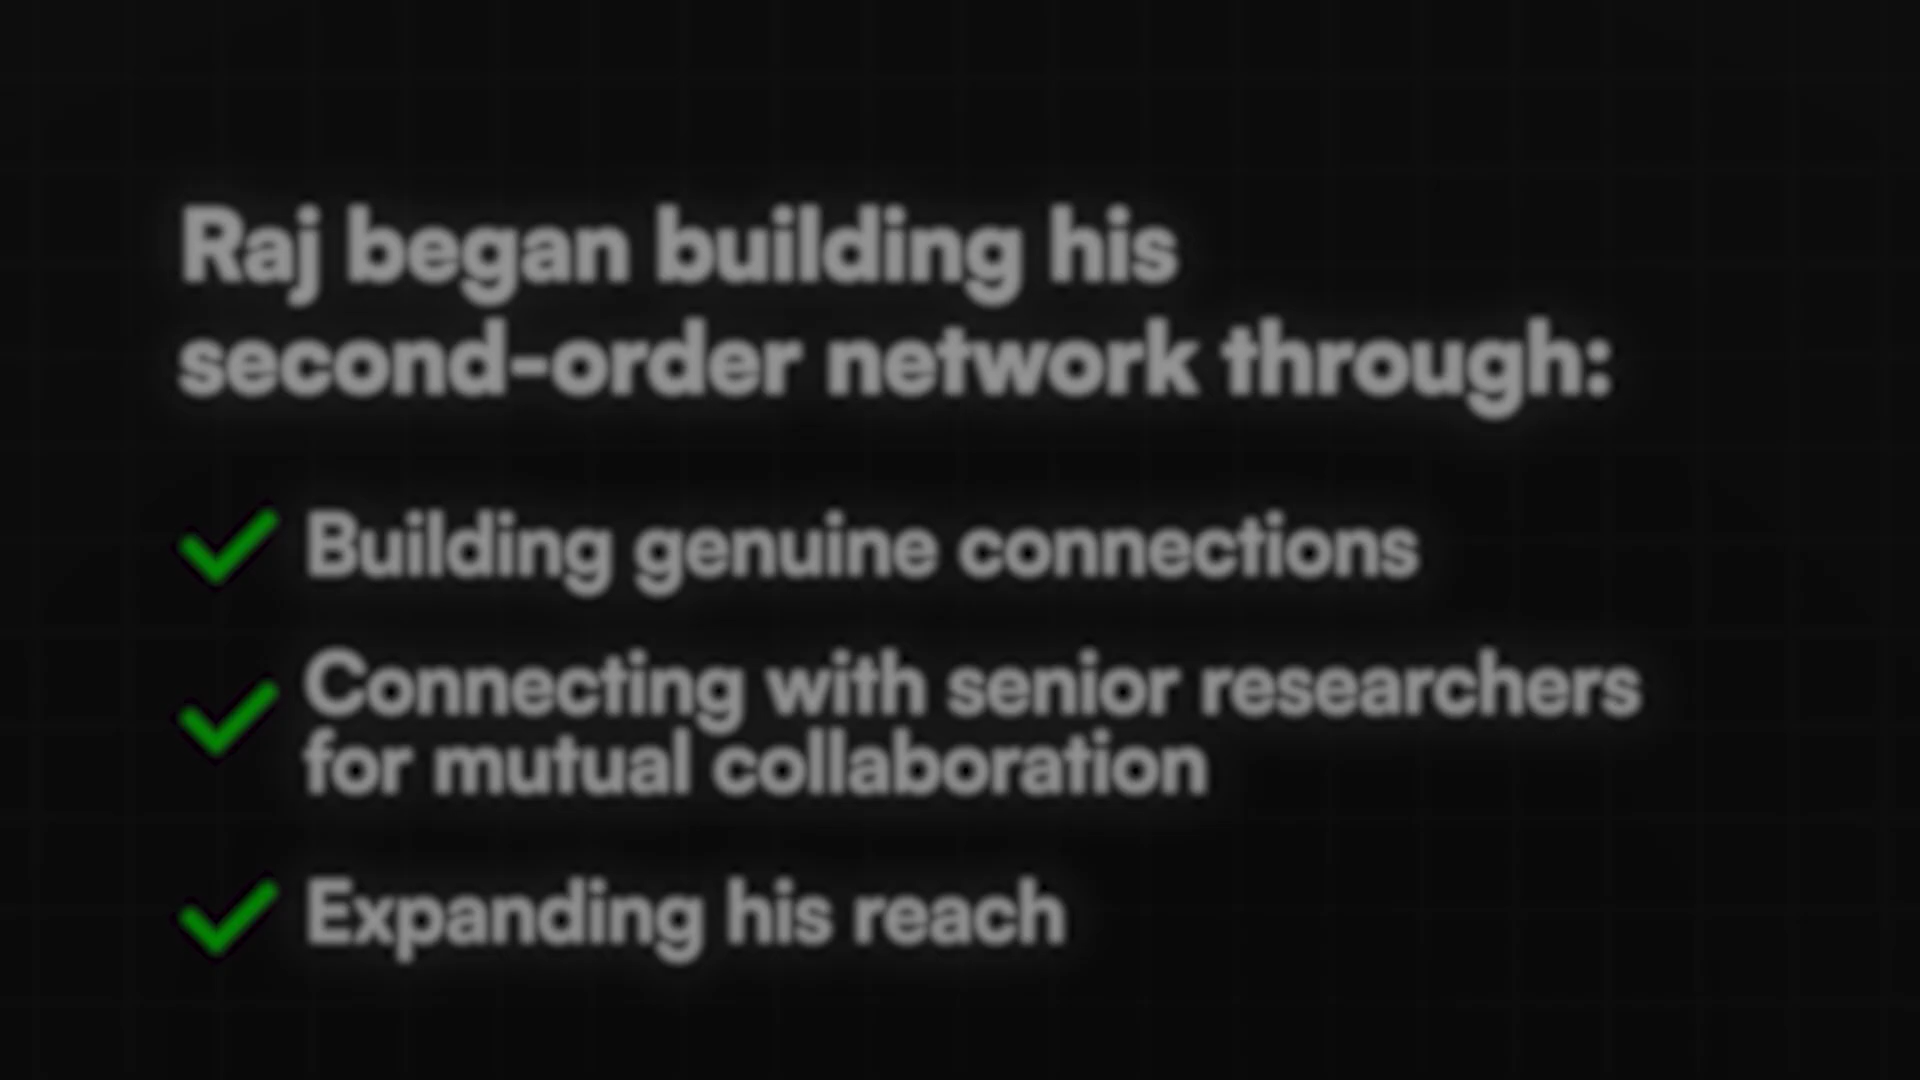 Raj began building his
second-order network through:
Building genuine connections
Connecting with senior researchers
for mutual collaboration
Expanding his reach